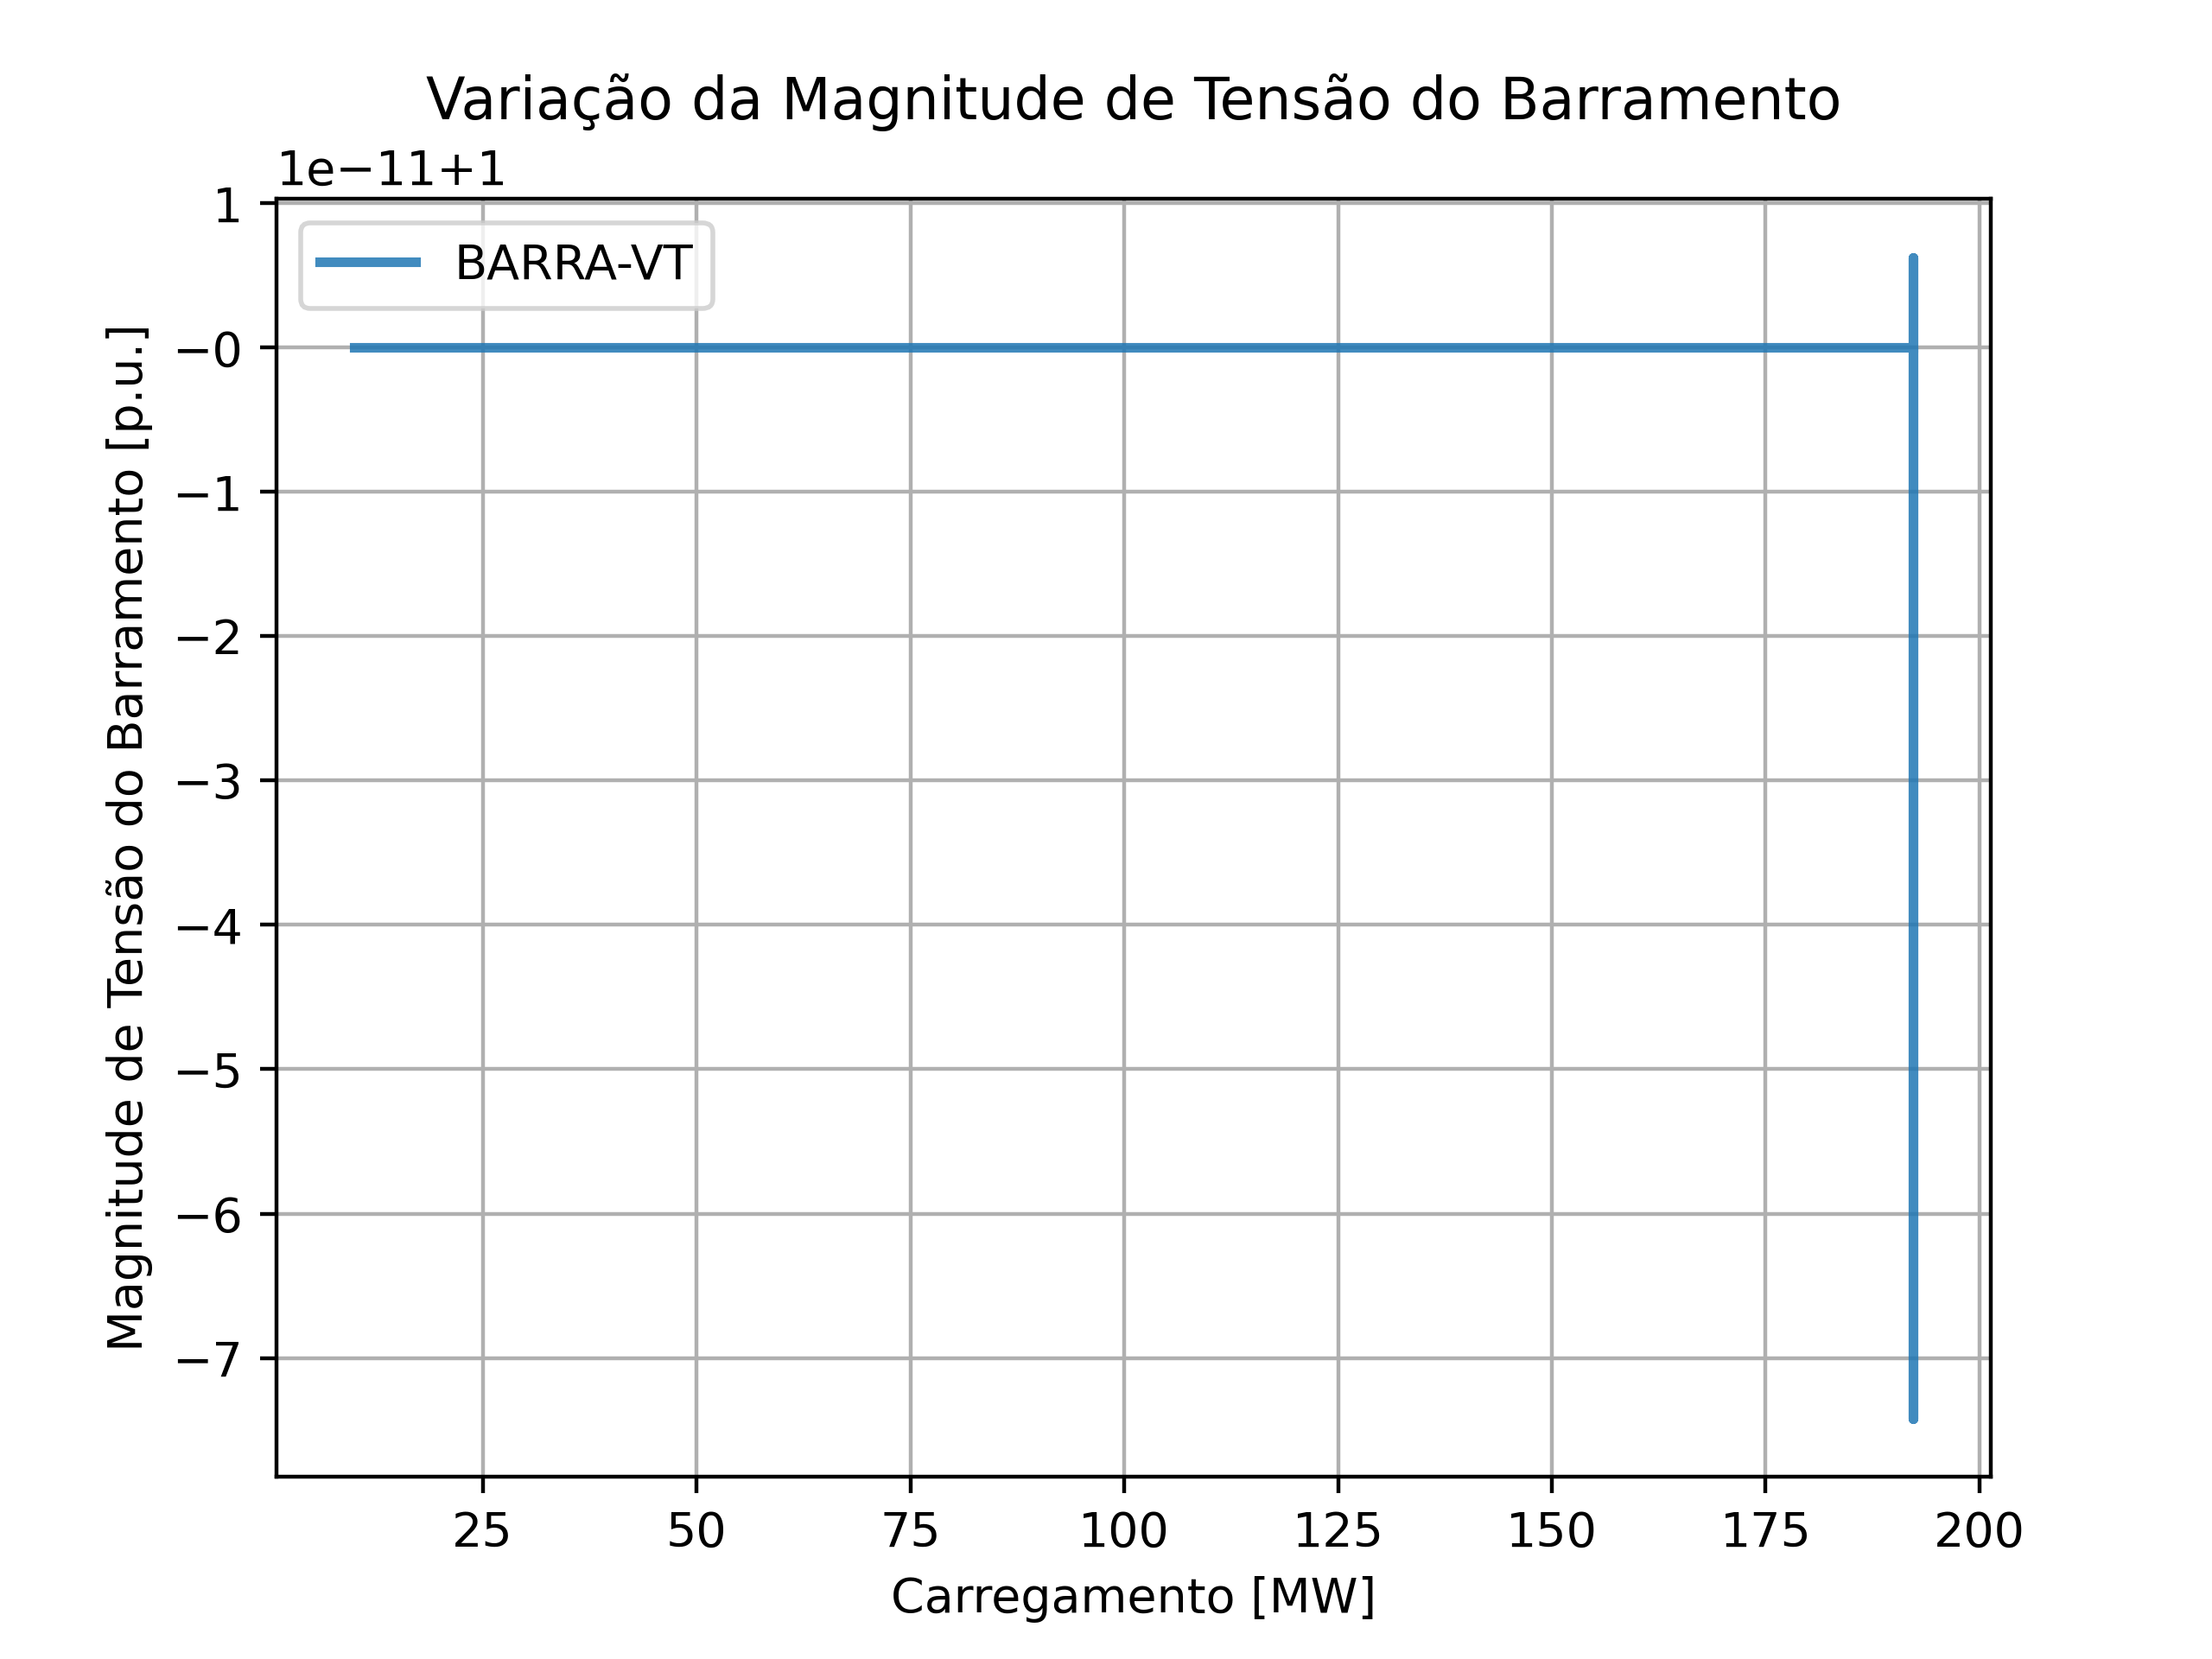 Variação da Magnitude de Tensão do Barramento
1e−11+1
1
−0
−1
−2
−3
−4
−5
−6
−7
Magnitude de Tensão do Barramento [p.u.]
BARRA-VT
25 50 75 100 125 150 175 200
Carregamento [MW]